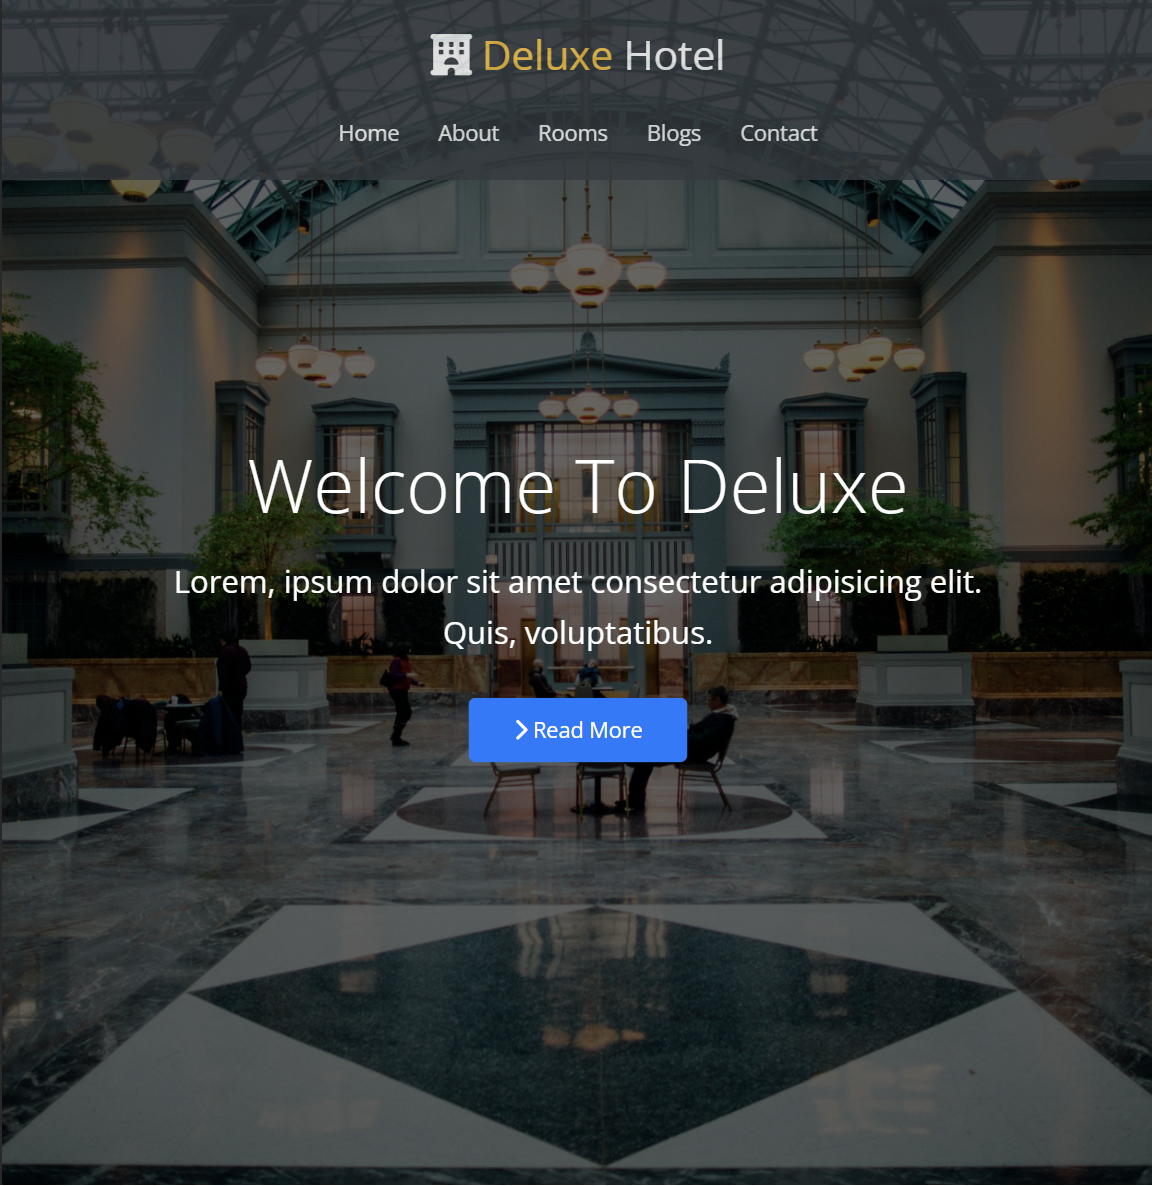 Deluxe Hotel
Home About Rooms Blogs Contact
Welcome To Deluxe
Lorem, ipsum dolor sit amet consectetur adipisicing elit.
Quis, voluptatibus.
Read More